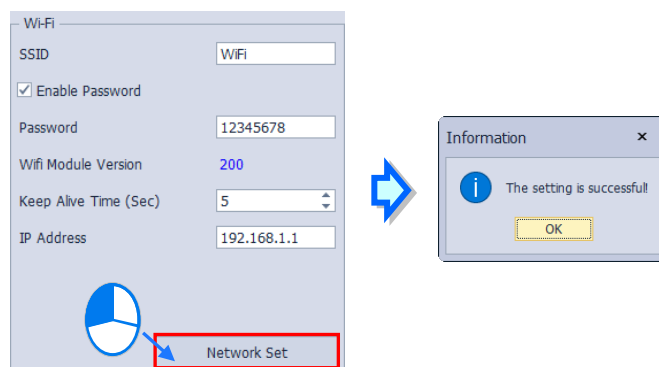 Wi-Fi
SSID WiFi
Enable Password
Password 12345678
Wifi Module Version 200
Keep Alive Time (Sec) 5
IP Address 192.168.1.1
Network Set
Information x
i The setting is successful!
OK